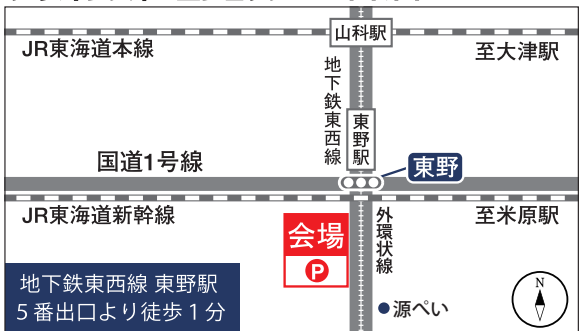 山科駅
JR東海道本線
至大津駅
地下鉄東西線
東野駅
国道1号線
東野
JR東海道新幹線
至米原駅
会場
P
外環状線
源ぺい
地下鉄東西線 東野駅
5番出口より徒歩1分
N